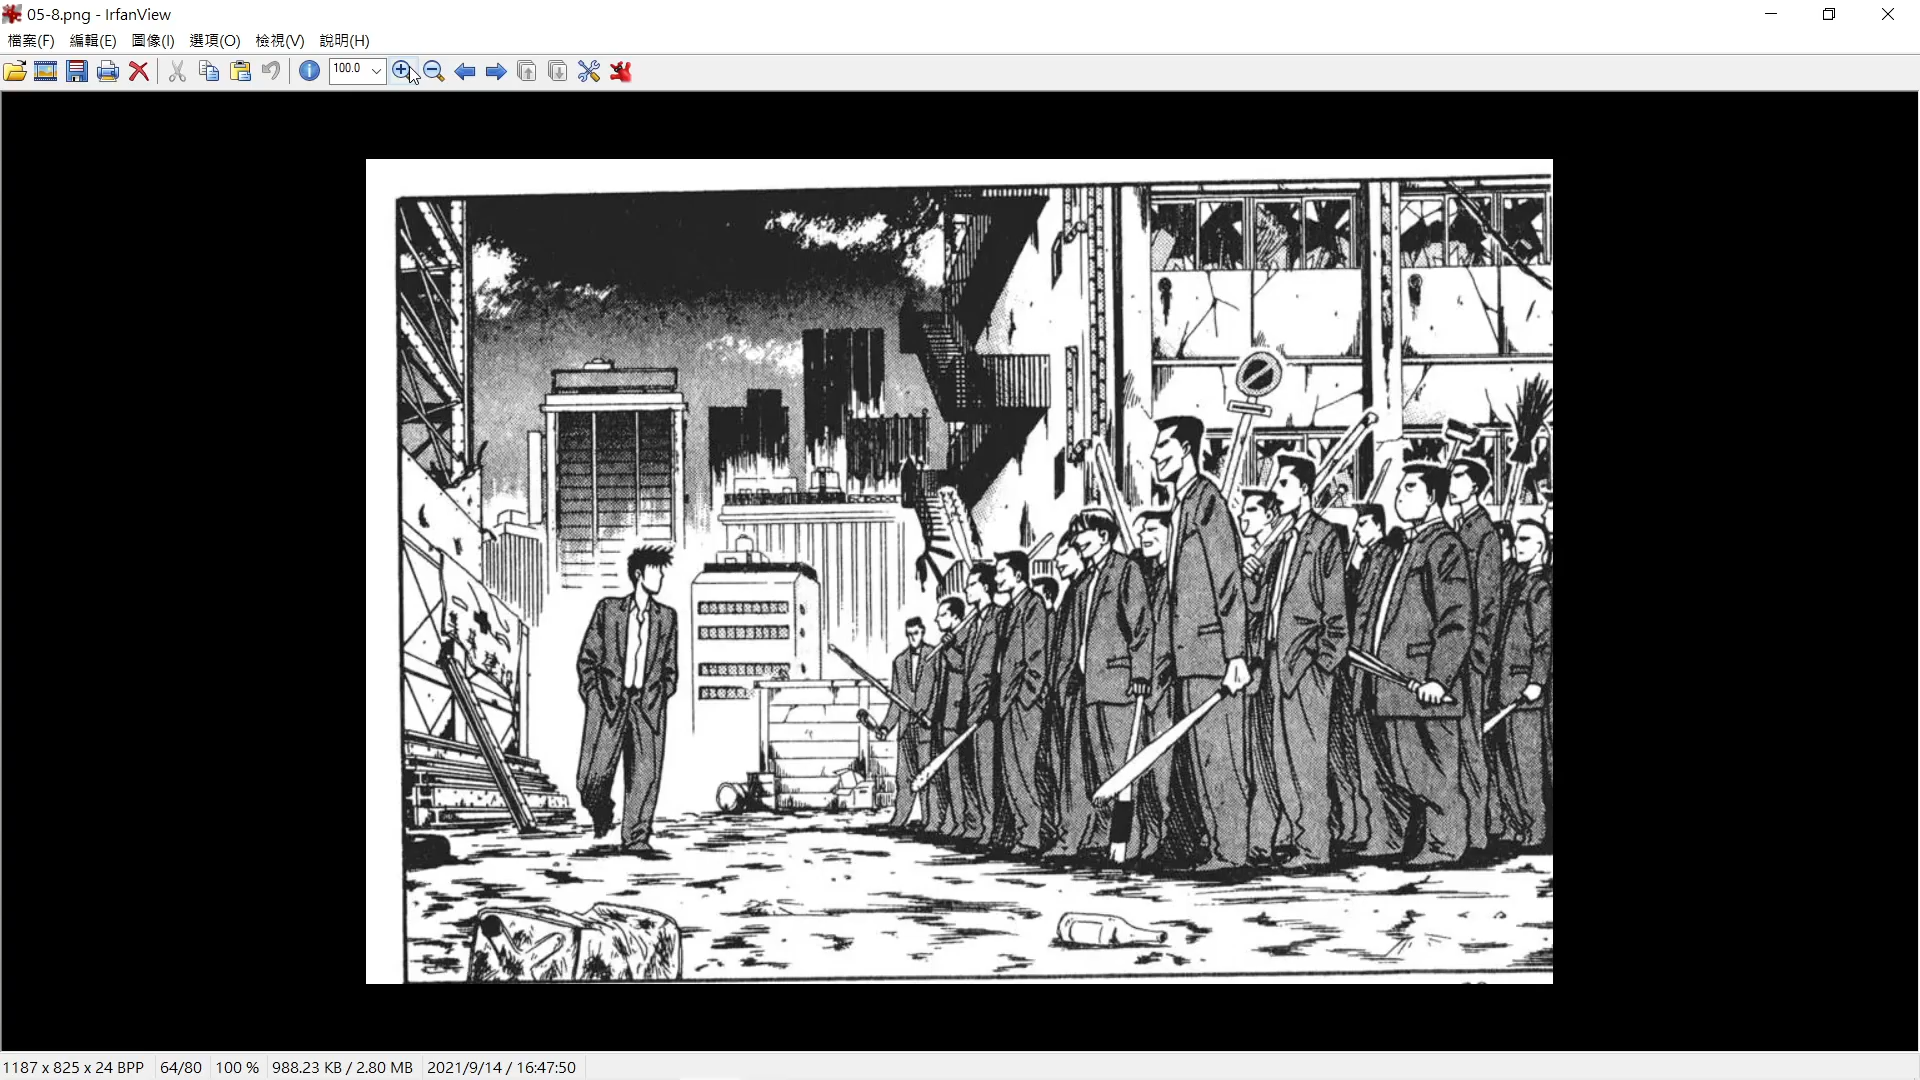 05-8.png - IrfanView
檔案(F) 編輯(E) 圖像(I) 選項(O) 檢視(V) 說明(H)
100.0
建
1187 x 825 x 24 BPP 64/80 100 % 988.23 KB / 2.80 MB 2021/9/14 / 16:47:50